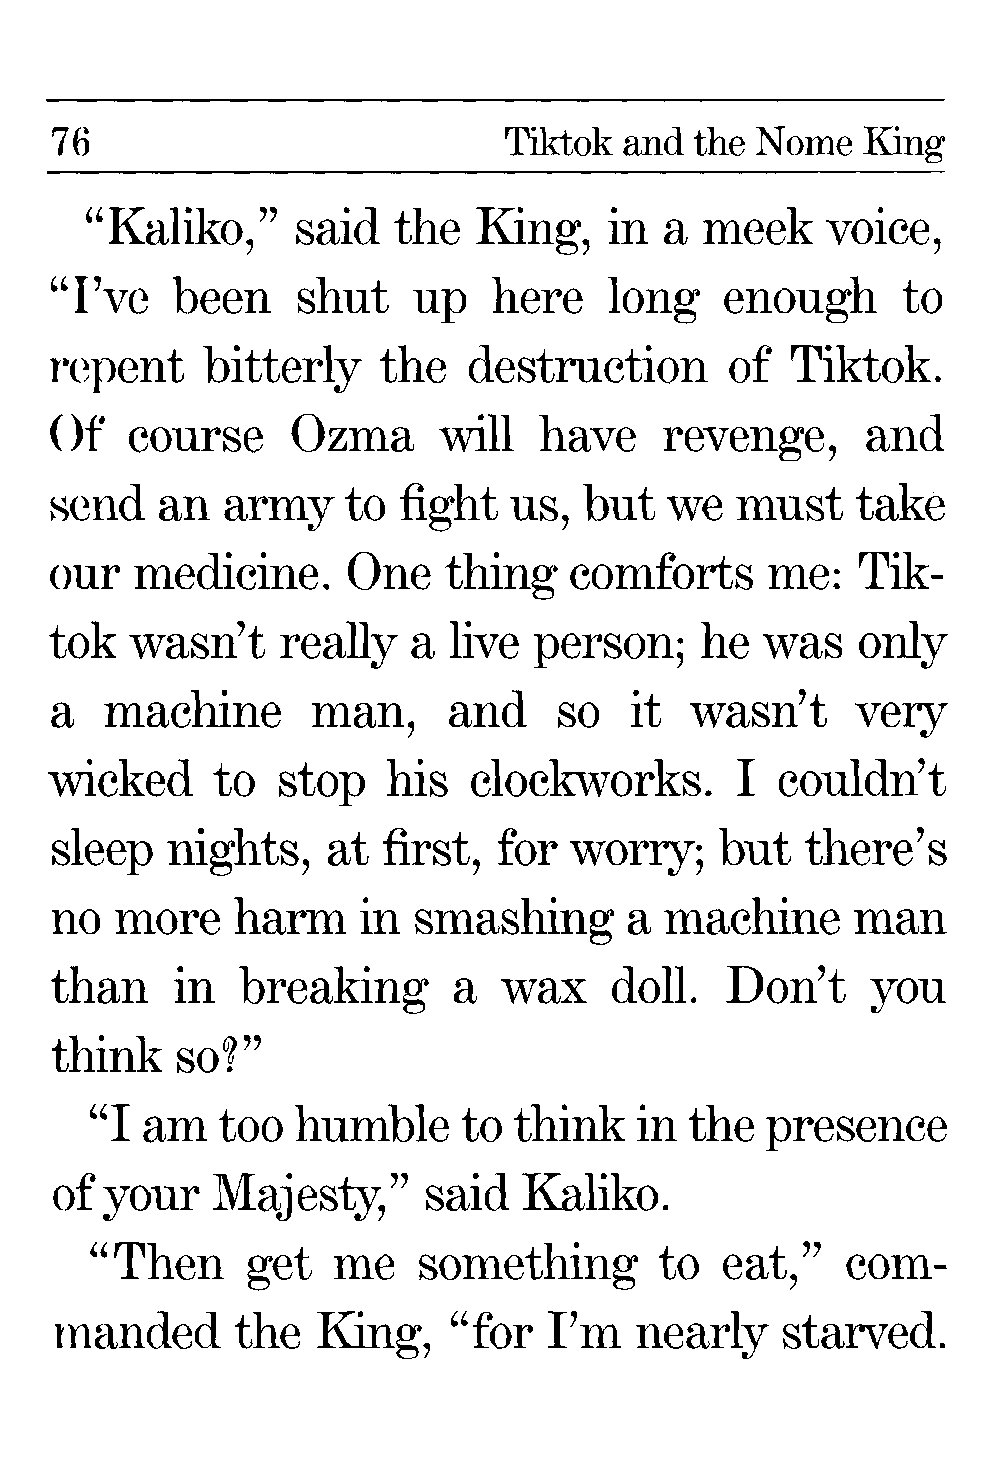 76 Tiktok and the Nome King
“Kaliko,” said the King, in a meek voice,
“I’ve been shut up here long enough to
repent bitterly the destruction of Tiktok.
Of course Ozma will have revenge, and
send an army to fight us, but we must take
our medicine. One thing comforts me: Tik-
tok wasn’t really a live person; he was only
a machine man, and so it wasn’t very
wicked to stop his clockworks. I couldn’t
sleep nights, at first, for worry; but there’s
no more harm in smashing a machine man
than in breaking a wax doll. Don’t you
think so?”
“I am too humble to think in the presence
of your Majesty,” said Kaliko.
“Then get me something to eat,” com-
manded the King, “for I’m nearly starved.